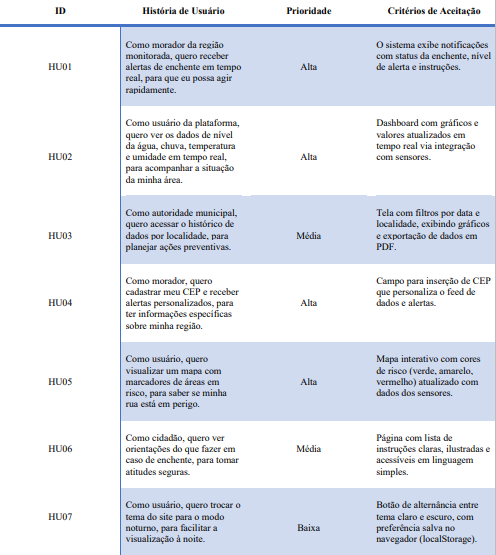 ID História de Usuário Prioridade Critérios de Aceitação
HU01
Como morador da região
monitorada, quero receber
alertas de enchente em tempo
real, para que eu possa agir
rapidamente.
Alta
O sistema exibe notificações
com status da enchente, nível
de alerta e instruções.
HU02
Como usuário da plataforma,
quero ver os dados de nível
da água, chuva, temperatura
e umidade em tempo real,
para acompanhar a situação
da minha área.
Alta
Dashboard com gráficos e
valores atualizados em
tempo real via integração
com sensores.
HU03
Como autoridade municipal,
quero acessar o histórico de
dados por localidade, para
planejar ações preventivas.
Média
Tela com filtros por data e
localidade, exibindo gráficos
e exportação de dados em
PDF.
HU04
Como morador, quero
cadastrar meu CEP e receber
alertas personalizados, para
ter informações específicas
sobre minha região.
Alta
Campo para inserção de CEP
que personaliza o feed de
dados e alertas.
HU05
Como usuário, quero
visualizar um mapa com
marcadores de áreas em
risco, para saber se minha
rua está em perigo.
Alta
Mapa interativo com cores
de risco (verde, amarelo,
vermelho) atualizado com
dados dos sensores.
HU06
Como cidadão, quero ver
orientações do que fazer em
caso de enchente, para tomar
atitudes seguras.
Média
Página com lista de
instruções claras, ilustradas e
acessíveis em linguagem
simples.
HU07
Como usuário, quero trocar o
tema do site para o modo
noturno, para facilitar a
visualização à noite.
Baixa
Botão de alternância entre
tema claro e escuro, com
preferência salva no
navegador (localStorage).